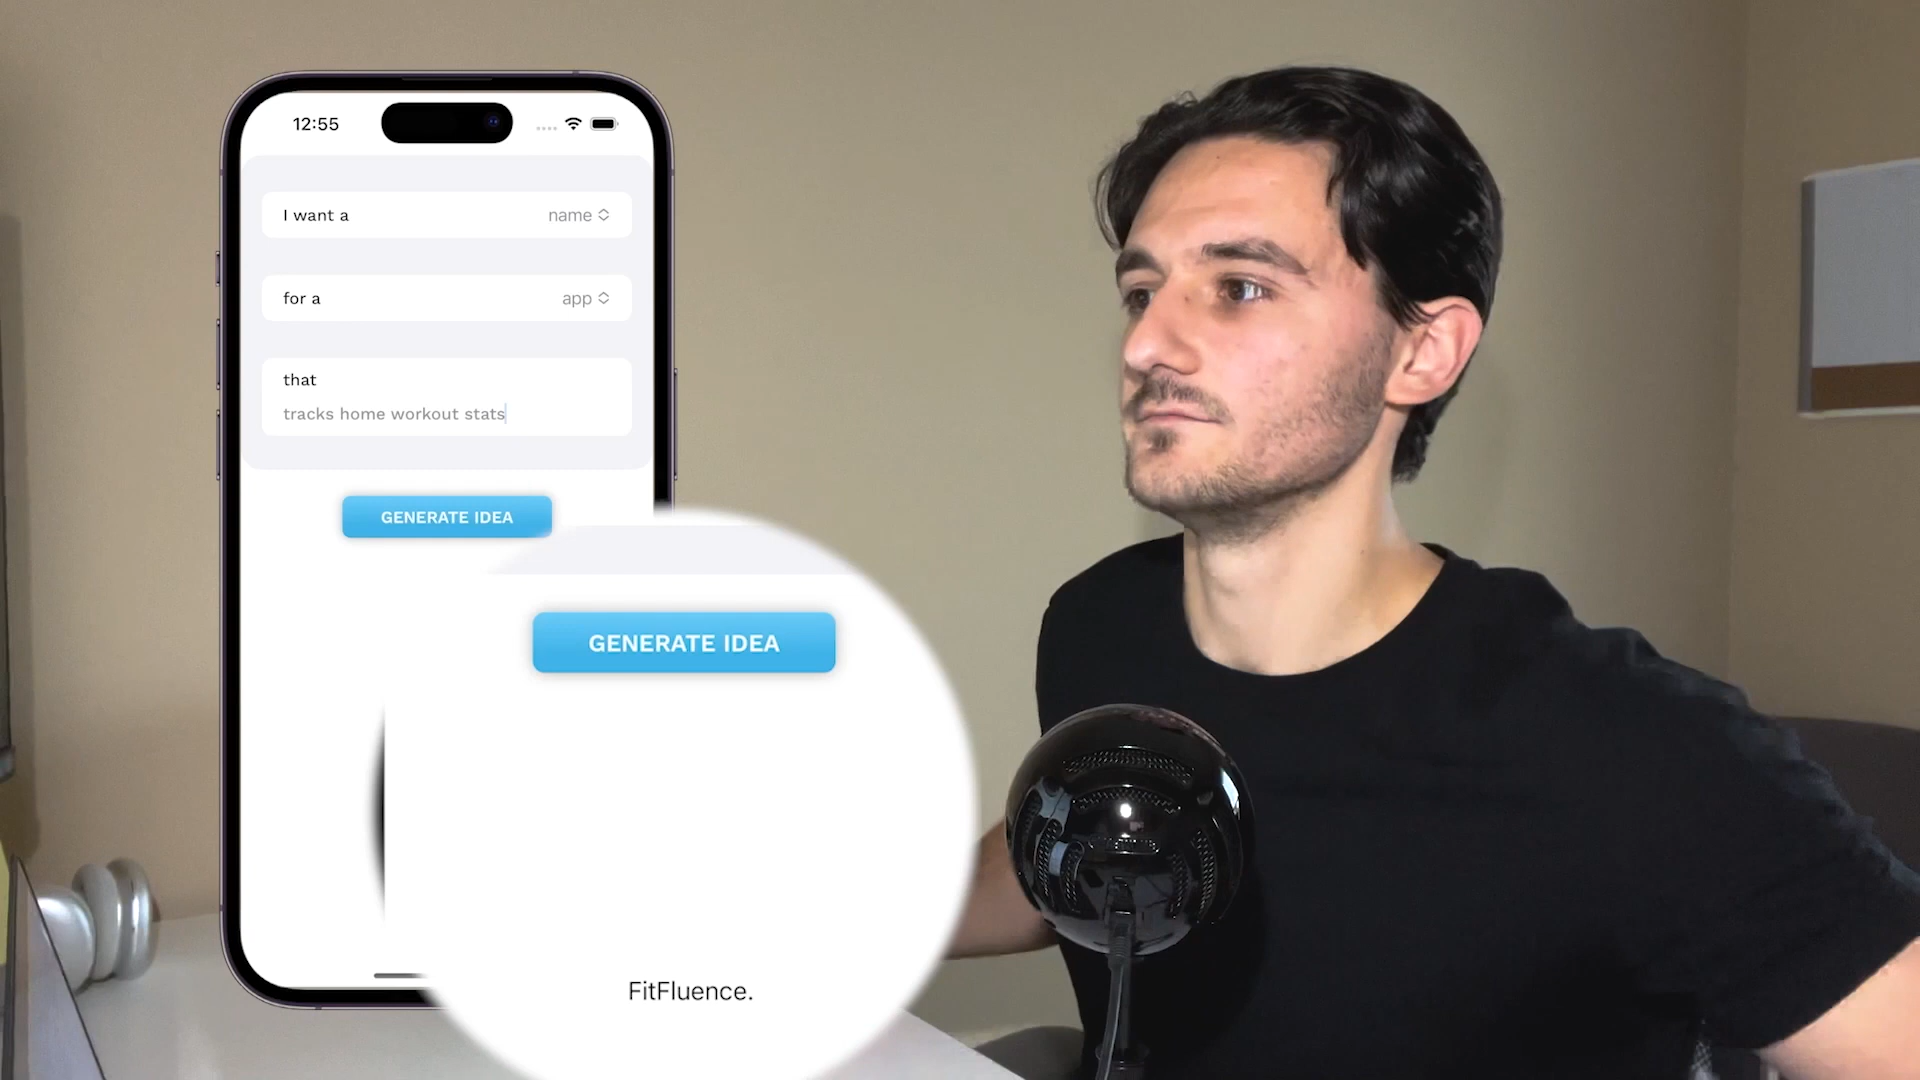 12:55
I want a name
for a app
that
tracks home workout stats
GENERATE IDEA
GENERATE IDEA
FitFluence.